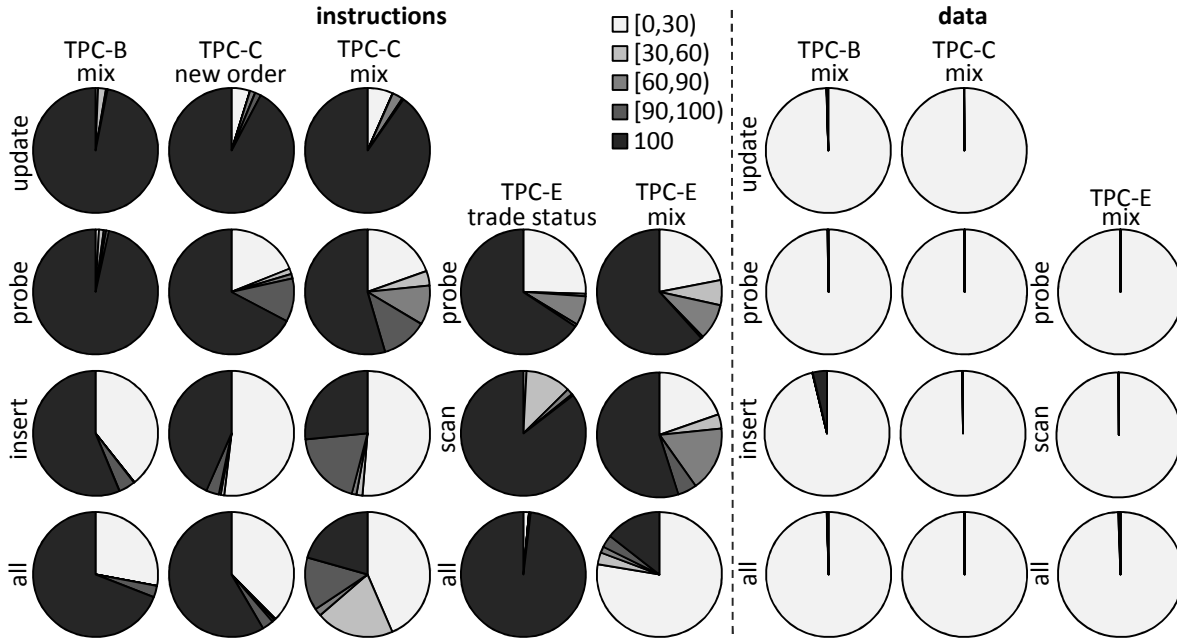 instructions
data
[0,30)
[30,60)
[60,90)
[90,100)
100
TPC-B
mix
TPC-C
new order
TPC-C
mix
TPC-B
mix
TPC-C
mix
update
update
TPC-E
trade status
TPC-E
mix
TPC-E
mix
probe
probe
probe
probe
insert
scan
insert
scan
all
all
all
all